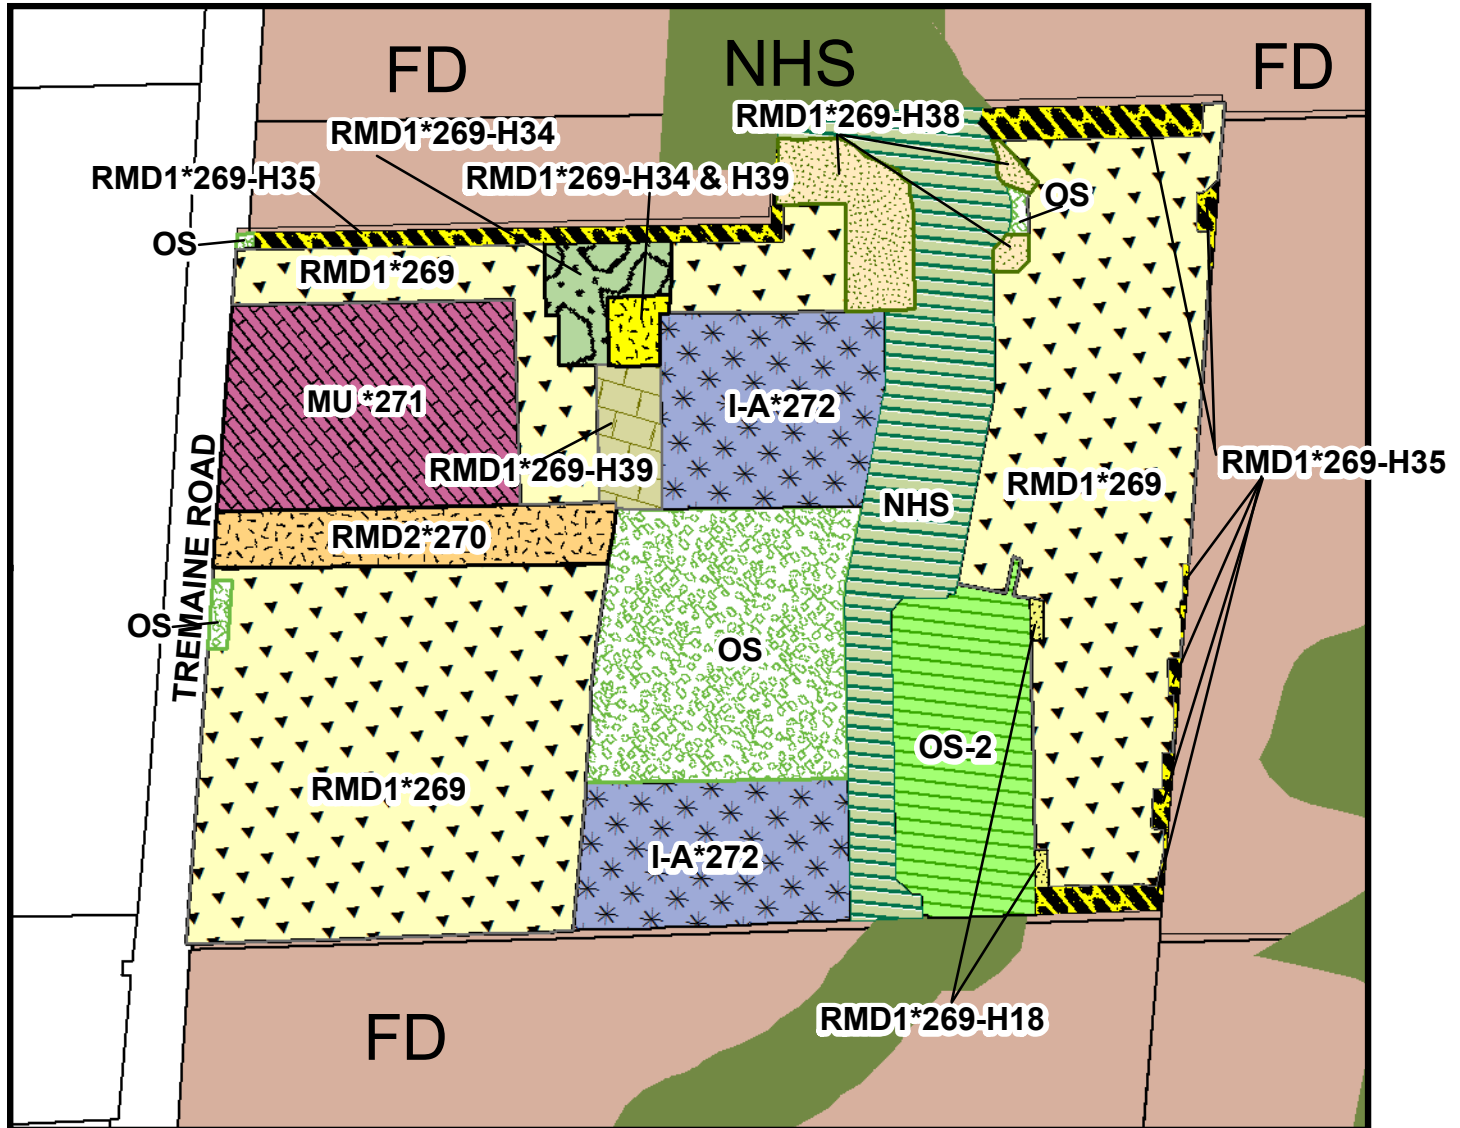 FD
NHS
FD
RMD1*269-H34
RMD1*269-H38
RMD1*269-H35
RMD1*269-H34 & H39
OS
OS
RMD1*269
MU *271
I-A*272
RMD1*269-H39
RMD1*269-H35
RMD1*269
NHS
RMD2*270
TREMAINE ROAD
OS
OS
OS-2
RMD1*269
I-A*272
RMD1*269-H18
FD